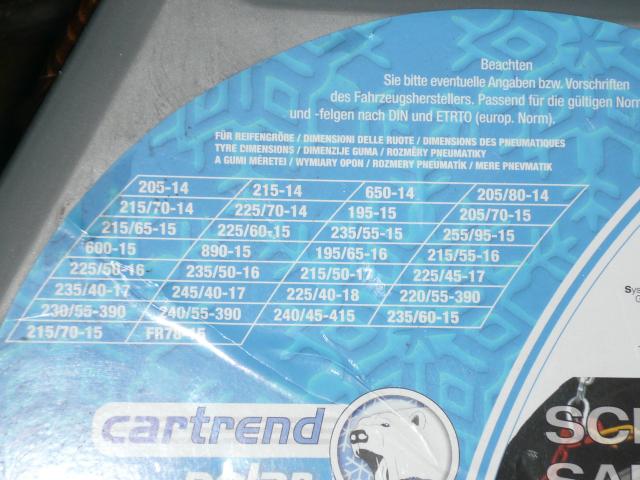 Beachten
Sie bitte eventuelle Angaben bzw. Vorschriften
des Fahrzeugsherstellers. Passend für die gültigen
und -felgen nach DIN und ETRTO (europ. Norm).
FÜR REIFENGRÖßE / DIMENSIONI DELLE RUOTE / DIMENSIONS DES PNEUMATIQUES
TYRE DIMENSIONS / DIMENZIJE GUMA / ROZMĚRY PNEUMATIKY
A GUMI MÉRETEI / WYMIARY OPON / ROZMERY PNEUMATÍK / MERE PNEVMATIK
205-14 215-14 650-14 205/80-14
215/70-14 225/70-14 195-15 205/70-15
215/65-15 225/60-15 235/55-15 255/95-15
600-15 890-15 195/65-16 215/55-16
225/50-16 235/50-16 215/50-17 225/45-17
235/40-17 245/40-17 225/40-18 220/55-390
230/55-390 240/55-390 240/45-415 235/60-15
215/70-15 FR78-15
cartrend
polar